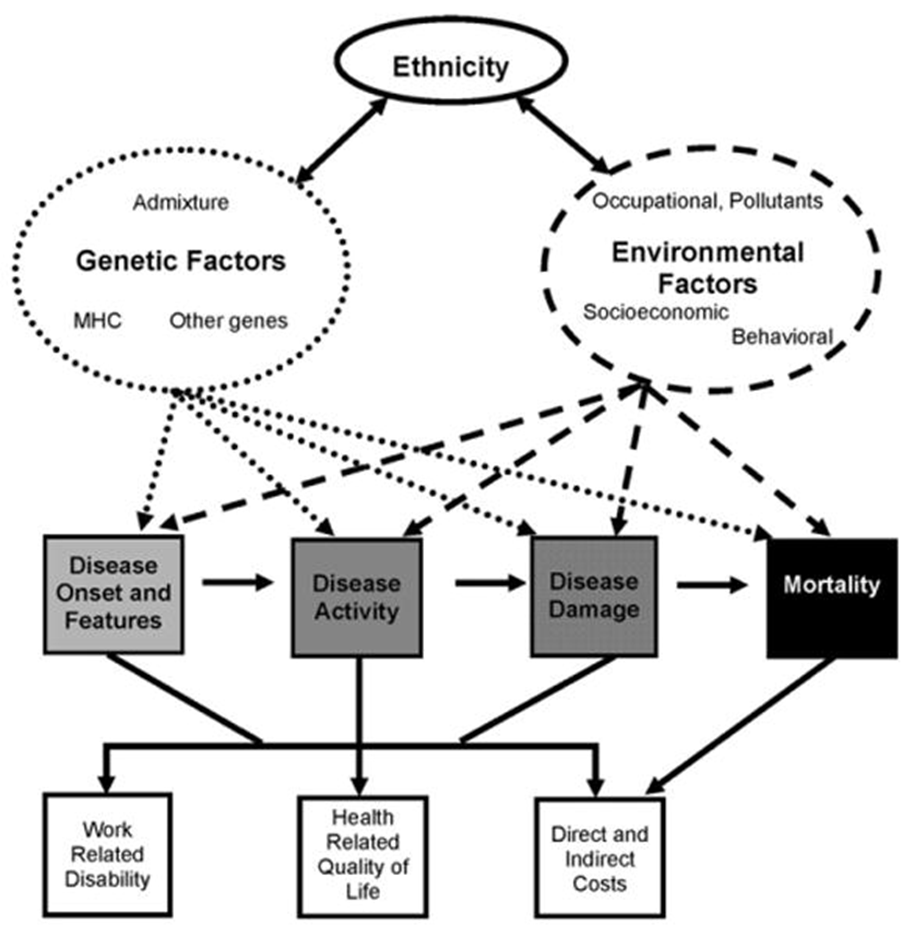 Ethnicity
Admixture
Genetic Factors
MHC Other genes
Occupational, Pollutants
Environmental
Factors
Socioeconomic
Behavioral
Disease
Onset and
Features
Disease
Activity
Disease
Damage
Mortality
Work
Related
Disability
Health
Related
Quality of
Life
Direct and
Indirect
Costs